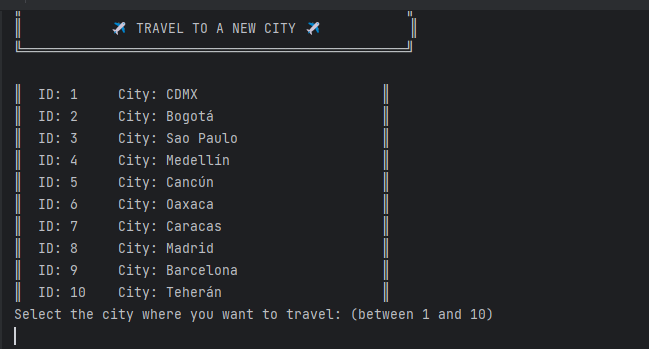 ✈️ TRAVEL TO A NEW CITY ✈️
ID: 1 City: CDMX
ID: 2 City: Bogotá
ID: 3 City: Sao Paulo
ID: 4 City: Medellín
ID: 5 City: Cancún
ID: 6 City: Oaxaca
ID: 7 City: Caracas
ID: 8 City: Madrid
ID: 9 City: Barcelona
ID: 10 City: Teherán
Select the city where you want to travel: (between 1 and 10)